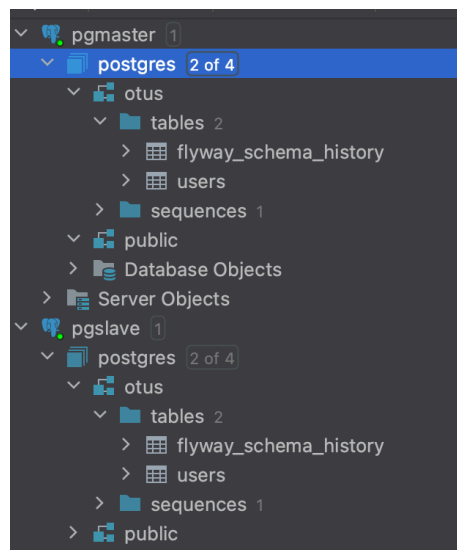 pgmaster 1
postgres 2 of 4
otus
tables 2
flyway_schema_history
users
sequences 1
public
Database Objects
Server Objects
pgslave 1
postgres 2 of 4
otus
tables 2
flyway_schema_history
users
sequences 1
public